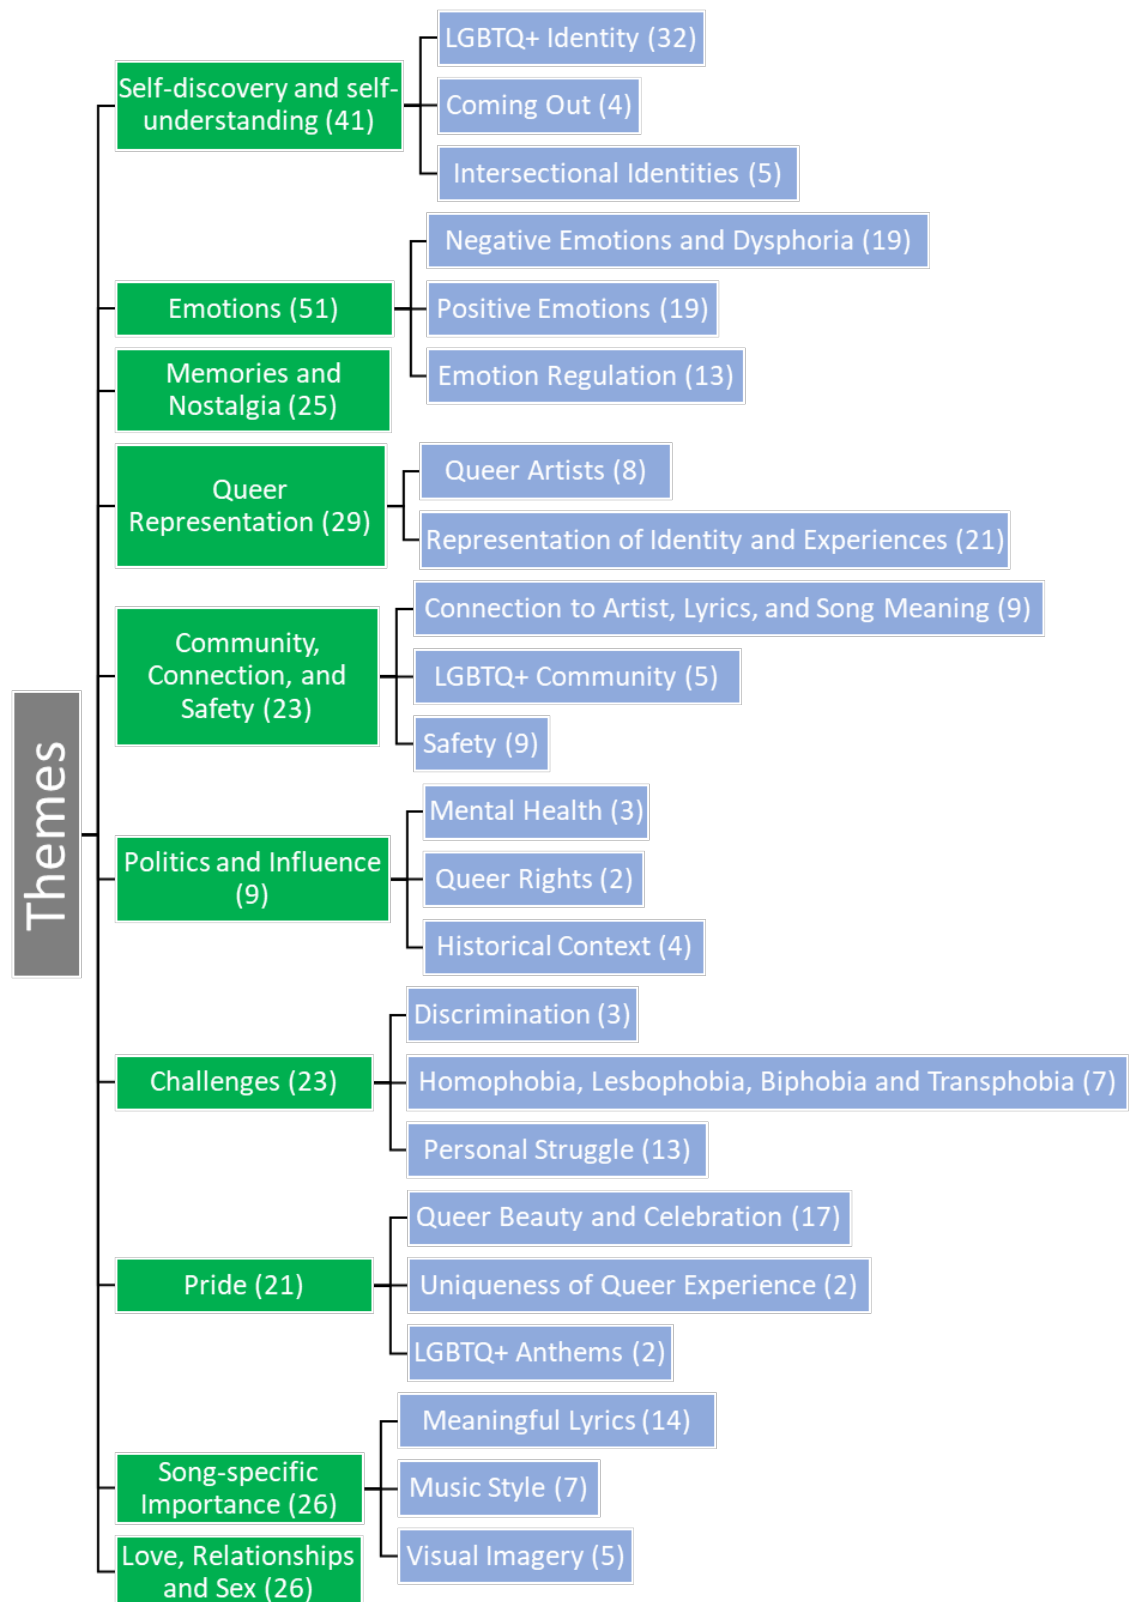 Themes
Self-discovery and self-
understanding (41)
LGBTQ+ Identity (32)
Coming Out (4)
Intersectional Identities (5)
Emotions (51)
Negative Emotions and Dysphoria (19)
Positive Emotions (19)
Emotion Regulation (13)
Memories and
Nostalgia (25)
Queer
Representation (29)
Queer Artists (8)
Representation of Identity and Experiences (21)
Community,
Connection, and
Safety (23)
Connection to Artist, Lyrics, and Song Meaning (9)
LGBTQ+ Community (5)
Safety (9)
Politics and Influence
(9)
Mental Health (3)
Queer Rights (2)
Historical Context (4)
Challenges (23)
Discrimination (3)
Homophobia, Lesbophobia, Biphobia and Transphobia (7)
Personal Struggle (13)
Pride (21)
Queer Beauty and Celebration (17)
Uniqueness of Queer Experience (2)
LGBTQ+ Anthems (2)
Song-specific
Importance (26)
Meaningful Lyrics (14)
Music Style (7)
Visual Imagery (5)
Love, Relationships
and Sex (26)